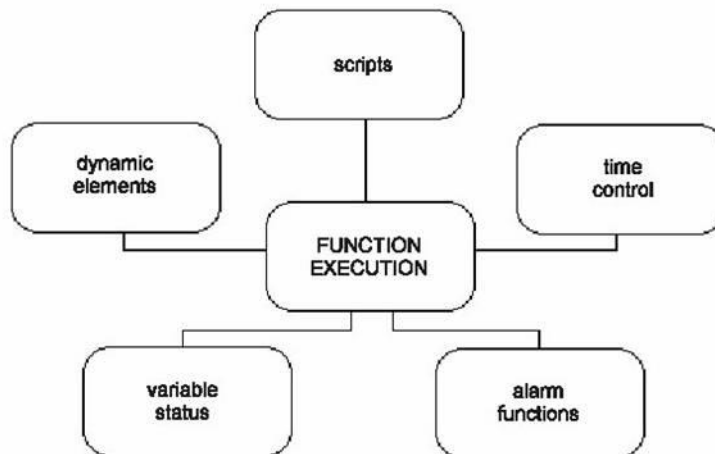 scripts
dynamic
elements
time
control
FUNCTION
EXECUTION
variable
status
alarm
functions